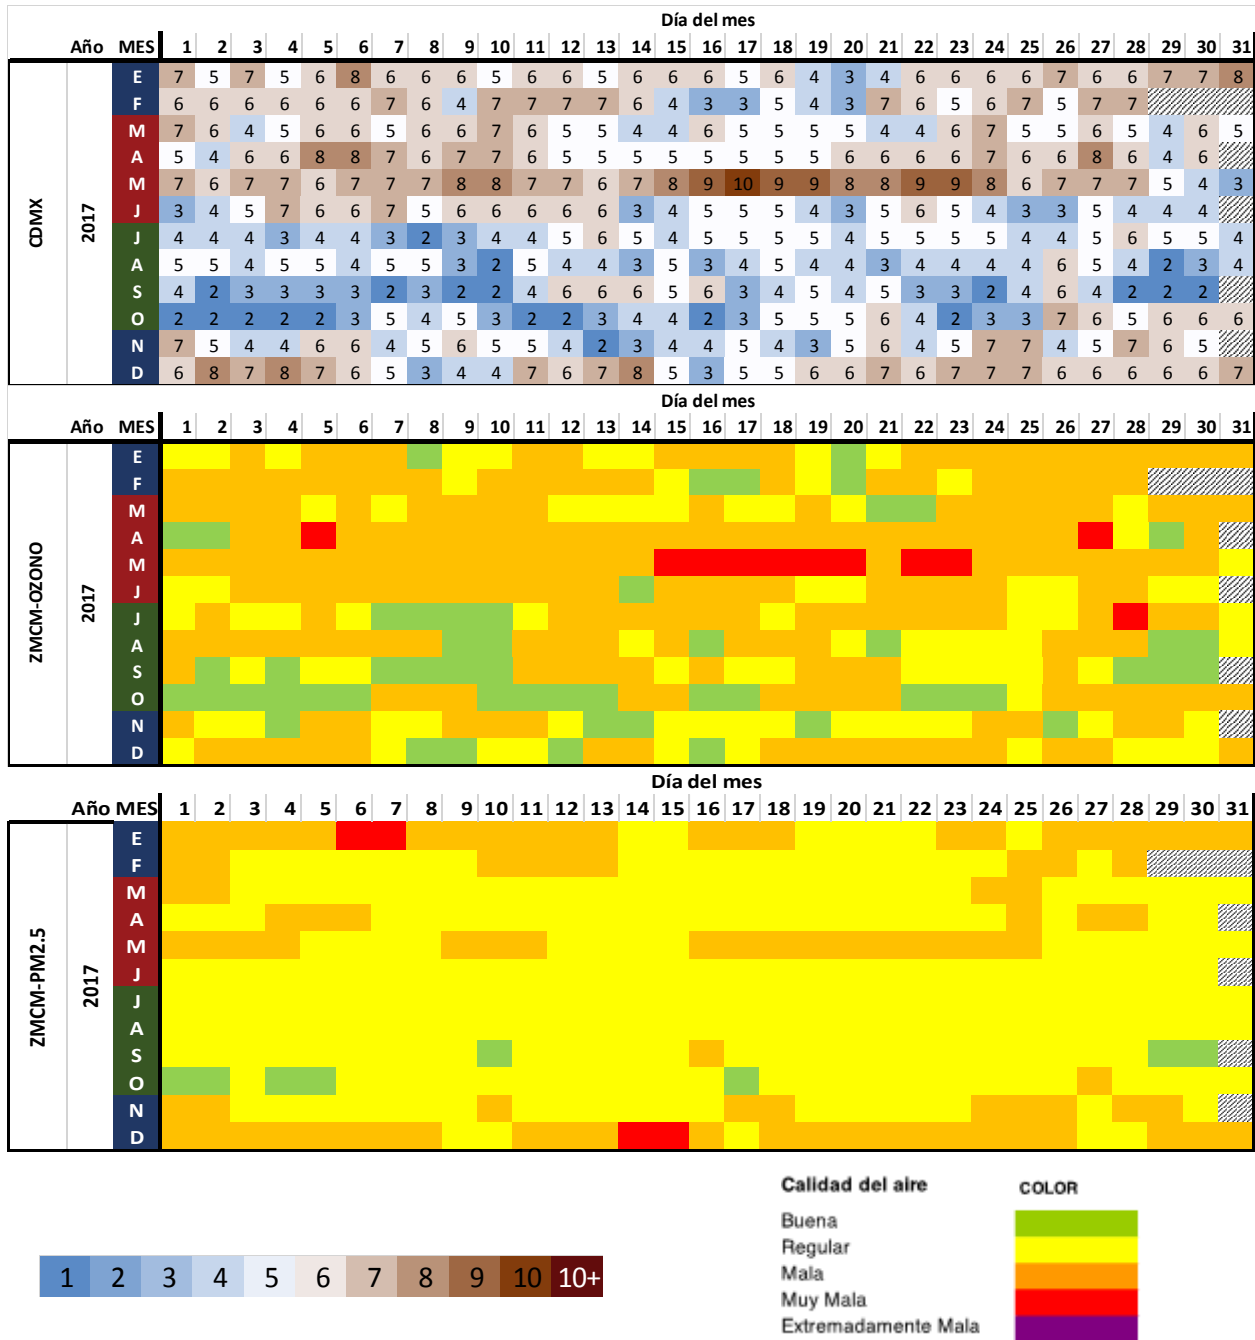 Día del mes
Año MES 1 2 3 4 5 6 7 8 9 10 11 12 13 14 15 16 17 18 19 20 21 22 23 24 25 26 27 28 29 30 31
CDMX
2017
E 7 5 7 5 6 8 6 6 6 5 6 6 5 6 6 6 5 6 4 3 4 6 6 6 6 7 6 6 7 7 8
F 6 6 6 6 6 6 7 6 4 7 7 7 7 6 4 3 3 5 4 3 7 6 5 6 7 5 7 7
M 7 6 4 5 6 6 5 6 6 7 6 5 5 4 4 6 5 5 5 5 4 4 6 7 5 5 6 5 4 6 5
A 5 4 6 6 8 8 7 6 7 7 6 5 5 5 5 5 5 5 5 6 6 6 6 7 6 6 8 6 4 6
M 7 6 7 7 6 7 7 7 8 8 7 7 6 7 8 9 10 9 9 8 8 9 9 8 6 7 7 7 5 4 3
J 3 4 5 7 6 6 7 5 6 6 6 6 6 3 4 5 5 5 4 3 5 6 5 4 3 3 5 4 4 4
J 4 4 4 3 4 4 3 2 3 4 4 5 6 5 4 5 5 5 5 4 5 5 5 5 4 4 5 6 5 5 4
A 5 5 4 5 5 4 5 5 3 2 5 4 4 3 5 3 4 5 4 4 3 4 4 4 4 6 5 4 2 3 4
S 4 2 3 3 3 3 2 3 2 2 4 6 6 6 5 6 3 4 5 4 5 3 3 2 4 6 4 2 2 2
O 2 2 2 2 2 3 5 4 5 3 2 2 3 4 4 2 3 5 5 5 6 4 2 3 3 7 6 5 6 6 6
N 7 5 4 4 6 6 4 5 6 5 5 4 2 3 4 4 5 4 3 5 6 4 5 7 7 4 5 7 6 5
D 6 8 7 8 7 6 5 3 4 4 7 6 7 8 5 3 5 5 6 6 7 6 7 7 7 6 6 6 6 6 7
Día del mes
Año MES 1 2 3 4 5 6 7 8 9 10 11 12 13 14 15 16 17 18 19 20 21 22 23 24 25 26 27 28 29 30 31
ZMCM-OZONO
2017
E
F
M
A
M
J
J
A
S
O
N
D
Día del mes
Año MES 1 2 3 4 5 6 7 8 9 10 11 12 13 14 15 16 17 18 19 20 21 22 23 24 25 26 27 28 29 30 31
ZMCM-PM2.5
2017
E
F
M
A
M
J
J
A
S
O
N
D
Calidad del aire COLOR
Buena
Regular
Mala
Muy Mala
Extremadamente Mala
1 2 3 4 5 6 7 8 9 10 10+